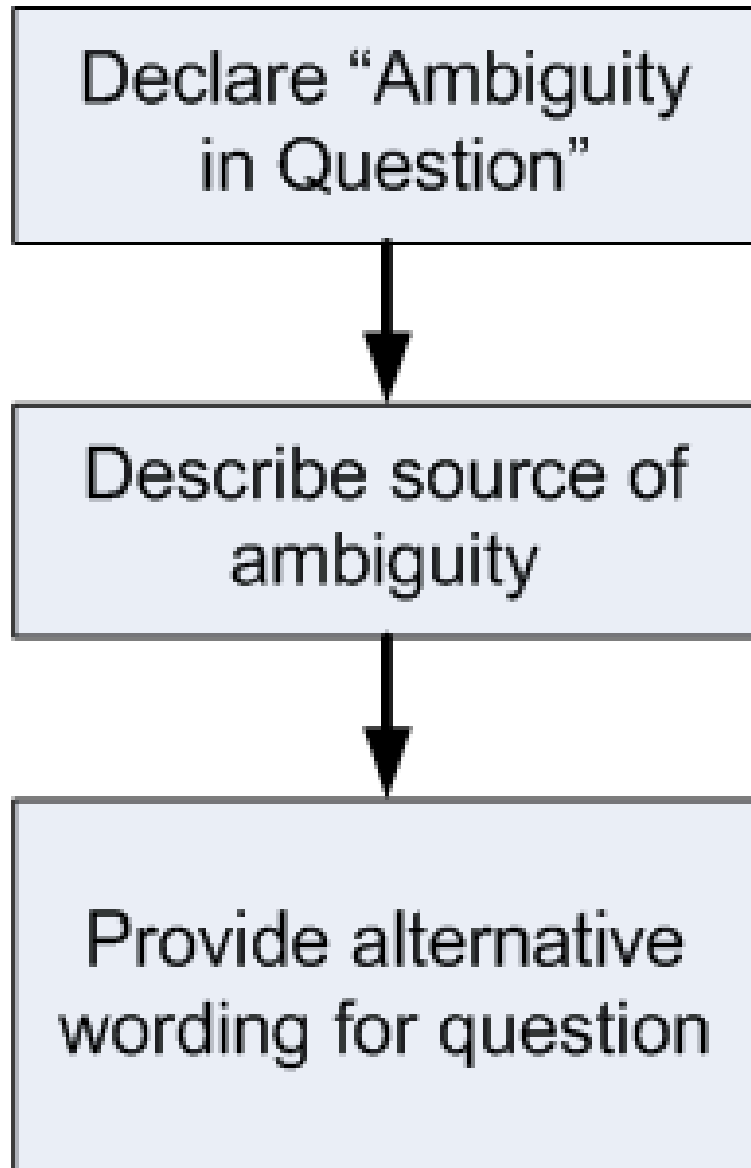 Declare “Ambiguity
in Question”
Describe source of
ambiguity
Provide alternative
wording for question